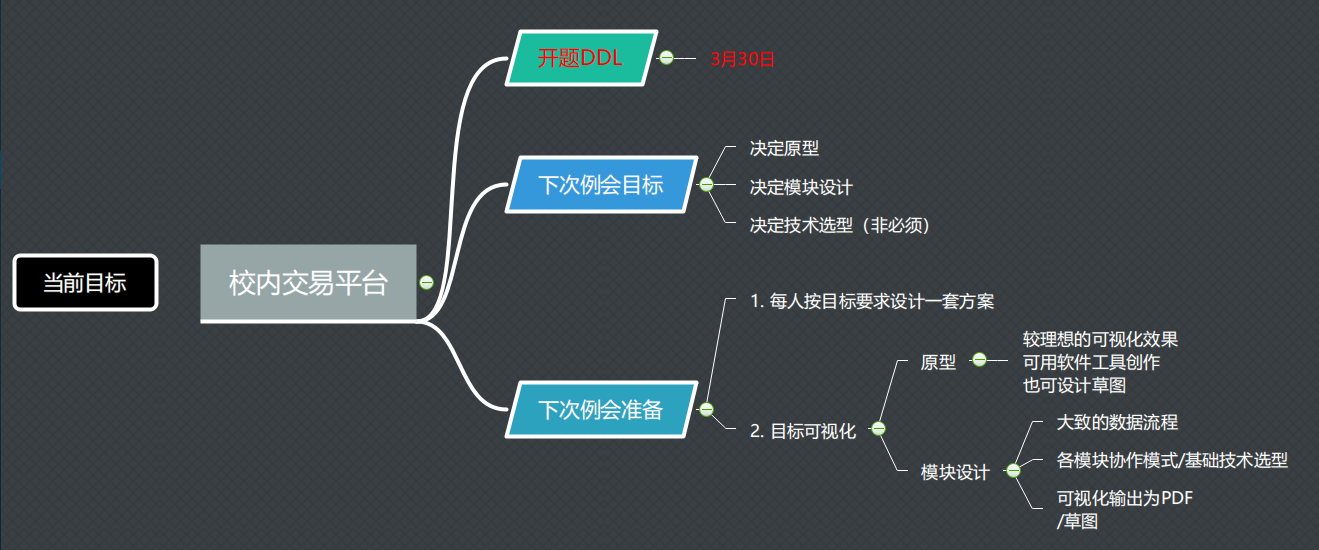 当前目标
校内交易平台
开题DDL
3月30日
下次例会目标
决定原型
决定模块设计
决定技术选型（非必须）
下次例会准备
1. 每人按目标要求设计一套方案
2. 目标可视化
原型
较理想的可视化效果
可用软件工具创作
也可设计草图
模块设计
大致的数据流程
各模块协作模式/基础技术选型
可视化输出为PDF
/草图